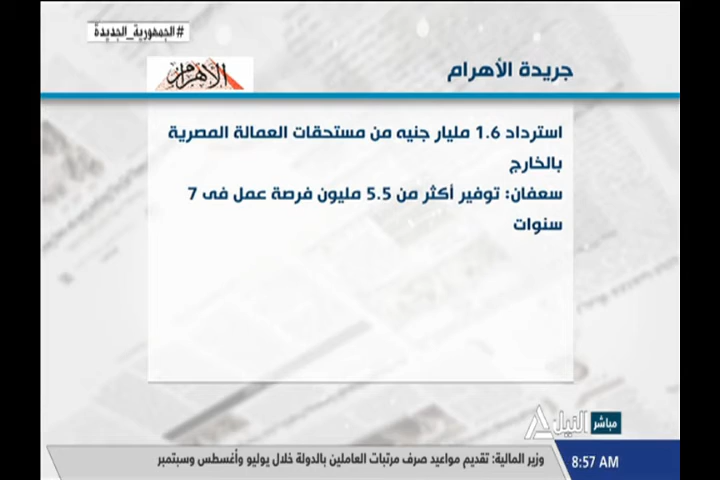 #الجمهورية_الجديدة
جريدة الأهرام
الأهرام
استرداد 1.6 مليار جنيه من مستحقات العمالة المصرية
بالخارج
سعفان: توفير أكثر من 5.5 مليون فرصة عمل فى 7
سنوات
مباشر
النيل
وزير المالية: تقديم مواعيد صرف مرتبات العاملين بالدولة خلال يوليو وأغسطس وسبتمبر
8:57 AM